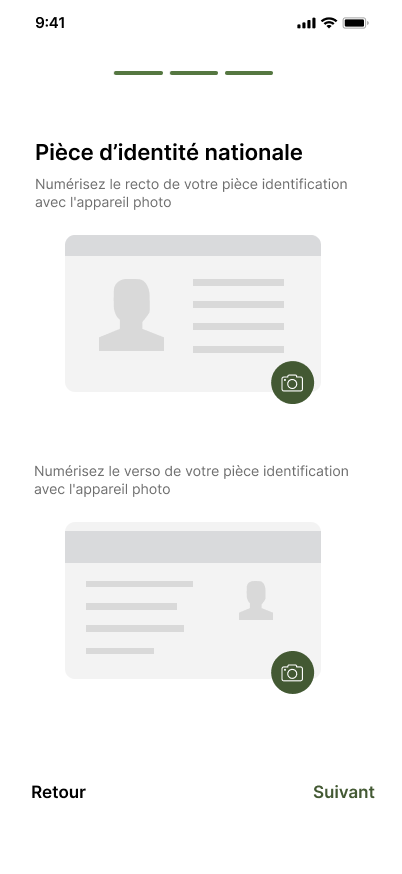 9:41
Pièce d’identité nationale
Numérisez le recto de votre pièce identification
avec l'appareil photo
Numérisez le verso de votre pièce identification
avec l'appareil photo
Retour
Suivant